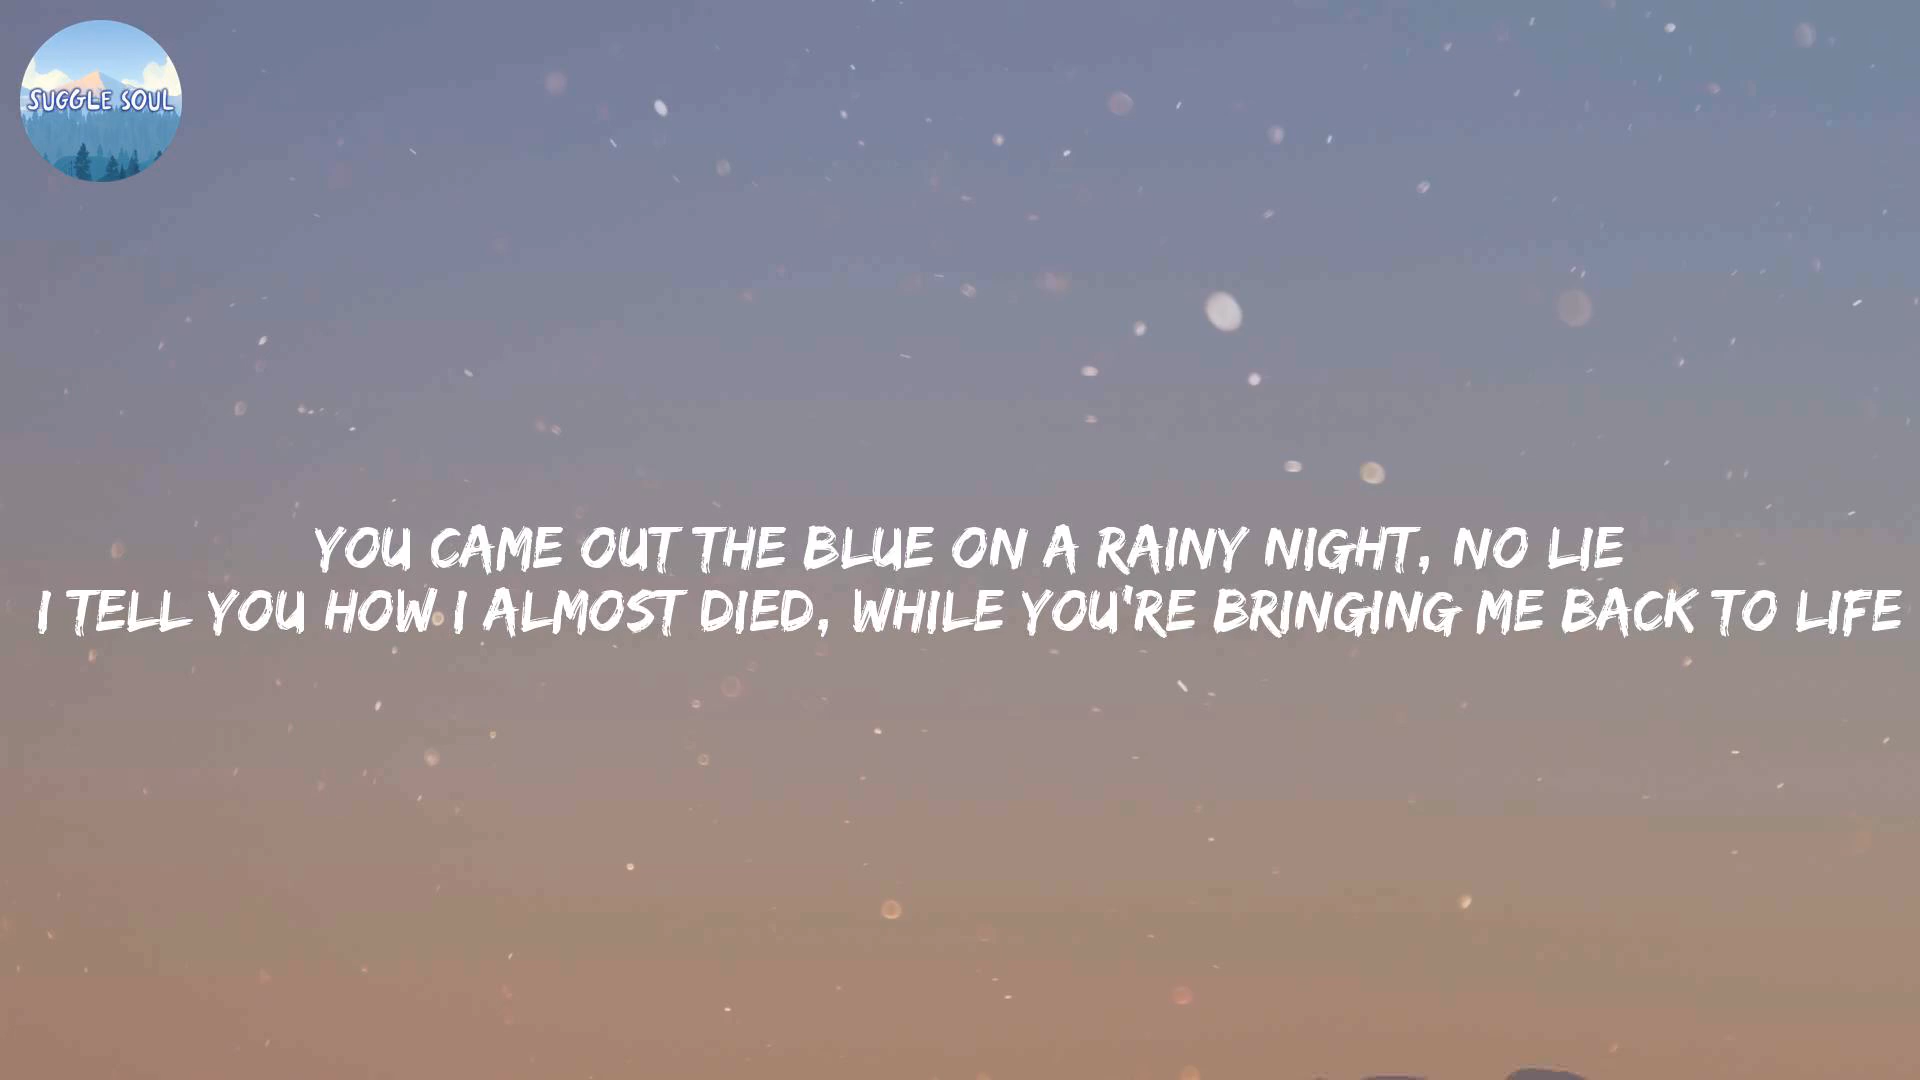 SUGGLE SOUL
YOU CAME OUT THE BLUE ON A RAINY NIGHT, NO LIE
I TELL YOU HOW I ALMOST DIED, WHILE YOU'RE BRINGING ME BACK TO LIFE